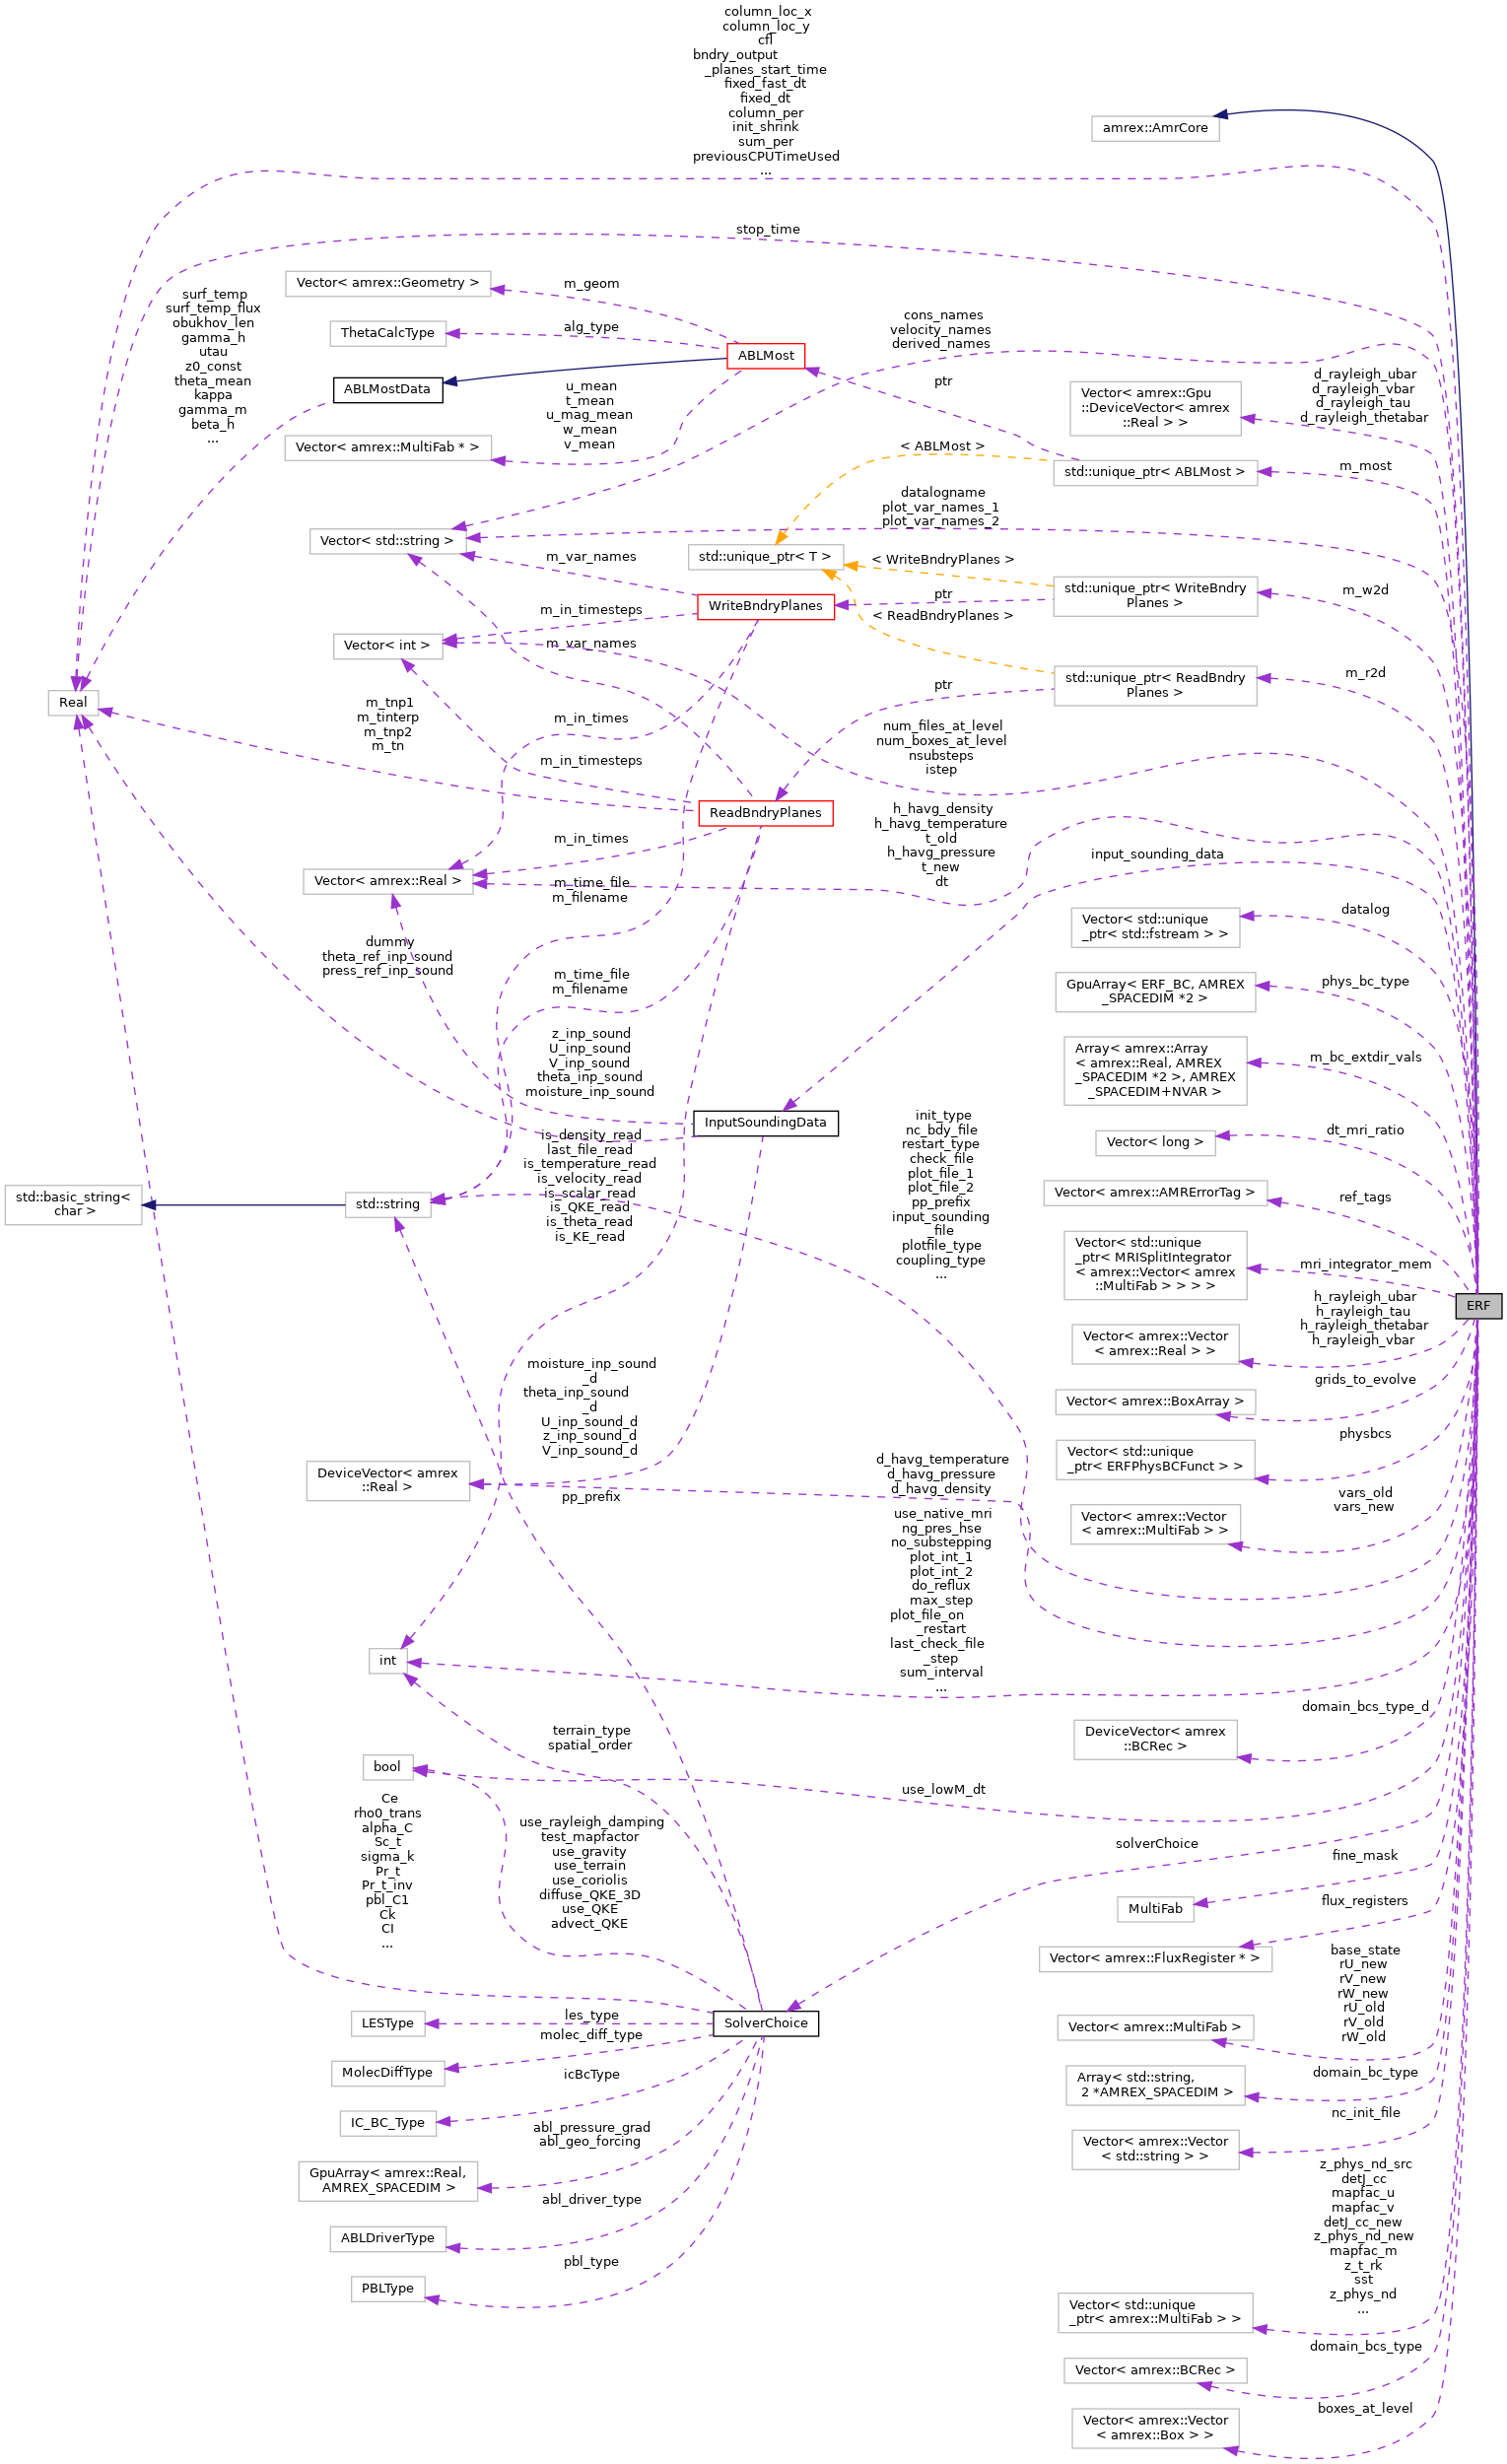 column_loc_x
column_loc_y
cfl
bndry_output
_planes_start_time
fixed_fast_dt
fixed_dt
column_per
init_shrink
sum_per
previousCPUTimeUsed
...
amrex::AmrCore
stop_time
Vector< amrex::Geometry >
m_geom
ThetaCalcType
alg_type
ABLMost
ABLMostData
surf_temp
surf_temp_flux
obukhov_len
gamma_h
utau
z0_const
theta_mean
kappa
gamma_m
beta_h
...
u_mean
t_mean
u_mag_mean
w_mean
v_mean
Vector< amrex::MultiFab * >
cons_names
velocity_names
derived_names
ptr
Vector< amrex::Gpu
::DeviceVector< amrex
::Real > >
d_rayleigh_ubar
d_rayleigh_vbar
d_rayleigh_tau
d_rayleigh_thetabar
< ABLMost >
std::unique_ptr< ABLMost >
m_most
datalogname
plot_var_names_1
plot_var_names_2
Vector< std::string >
std::unique_ptr< T >
m_var_names
< WriteBndryPlanes >
std::unique_ptr< WriteBndry
Planes >
m_w2d
ptr
WriteBndryPlanes
m_in_timesteps
< ReadBndryPlanes >
Vector< int >
m_var_names
std::unique_ptr< ReadBndry
Planes >
m_r2d
ptr
Real
m_tnp1
m_tinterp
m_tnp2
m_tn
m_in_times
num_files_at_level
num_boxes_at_level
nsubsteps
istep
m_in_timesteps
ReadBndryPlanes
h_havg_density
h_havg_temperature
t_old
h_havg_pressure
t_new
dt
m_in_times
input_sounding_data
Vector< amrex::Real >
m_time_file
m_filename
Vector< std::unique
_ptr< std::fstream > >
datalog
dummy
theta_ref_inp_sound
press_ref_inp_sound
m_time_file
m_filename
GpuArray< ERF_BC, AMREX
_SPACEDIM *2 >
phys_bc_type
z_inp_sound
U_inp_sound
V_inp_sound
theta_inp_sound
moisture_inp_sound
Array< amrex::Array
< amrex::Real, AMREX
_SPACEDIM *2 >, AMREX
_SPACEDIM+NVAR >
m_bc_extdir_vals
InputSoundingData
is_density_read
last_file_read
is_temperature_read
is_velocity_read
is_scalar_read
is_QKE_read
is_theta_read
is_KE_read
init_type
nc_bdy_file
restart_type
check_file
plot_file_1
plot_file_2
pp_prefix
input_sounding
_file
plotfile_type
coupling_type
...
Vector< long >
dt_mri_ratio
std::basic_string<
char >
std::string
Vector< amrex::AMRErrorTag >
ref_tags
Vector< std::unique
_ptr< MRISplitIntegrator
< amrex::Vector< amrex
::MultiFab > > > >
mri_integrator_mem
ERF
h_rayleigh_ubar
h_rayleigh_tau
h_rayleigh_thetabar
h_rayleigh_vbar
Vector< amrex::Vector
< amrex::Real > >
grids_to_evolve
Vector< amrex::BoxArray >
moisture_inp_sound
_d
theta_inp_sound
_d
U_inp_sound_d
z_inp_sound_d
V_inp_sound_d
physbcs
Vector< std::unique
_ptr< ERFPhysBCFunct > >
DeviceVector< amrex
::Real >
pp_prefix
d_havg_temperature
d_havg_pressure
d_havg_density
vars_old
vars_new
Vector< amrex::Vector
< amrex::MultiFab > >
use_native_mri
ng_pres_hse
no_substepping
plot_int_1
plot_int_2
do_reflux
max_step
plot_file_on
_restart
last_check_file
_step
sum_interval
...
int
terrain_type
spatial_order
DeviceVector< amrex
::BCRec >
domain_bcs_type_d
bool
use_lowM_dt
Ce
rho0_trans
alpha_C
Sc_t
sigma_k
Pr_t
Pr_t_inv
pbl_C1
Ck
CI
...
use_rayleigh_damping
test_mapfactor
use_gravity
use_terrain
use_coriolis
diffuse_QKE_3D
use_QKE
advect_QKE
solverChoice
fine_mask
MultiFab
flux_registers
Vector< amrex::FluxRegister * >
SolverChoice
LESType
les_type
molec_diff_type
MolecDiffType
icBcType
IC_BC_Type
base_state
rU_new
rV_new
rW_new
rU_old
rV_old
rW_old
Vector< amrex::MultiFab >
Array< std::string,
2 *AMREX_SPACEDIM >
domain_bc_type
abl_pressure_grad
abl_geo_forcing
GpuArray< amrex::Real,
AMREX_SPACEDIM >
nc_init_file
Vector< amrex::Vector
< std::string > >
abl_driver_type
ABLDriverType
pbl_type
PBLType
z_phys_nd_src
detJ_cc
mapfac_u
mapfac_v
detJ_cc_new
z_phys_nd_new
mapfac_m
z_t_rk
sst
z_phys_nd
...
Vector< std::unique
_ptr< amrex::MultiFab > >
domain_bcs_type
Vector< amrex::BCRec >
boxes_at_level
Vector< amrex::Vector
< amrex::Box > >